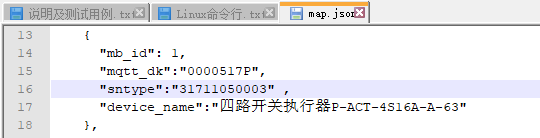 说明及测试用例.txt Linux命令行.txt map.json
13 {
14 "mb_id": 1,
15 "mqtt_dk":"0000517P",
16 "sntype":"31711050003" ,
17 "device_name":"四路开关执行器P-ACT-4S16A-A-63"
18 },